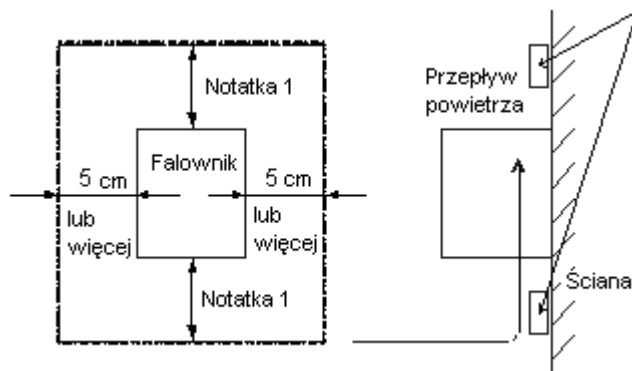 Notatka 1
Falownik
5 cm
lub
więcej
5 cm
lub
więcej
Notatka 1
Przepływ
powietrza
Ściana